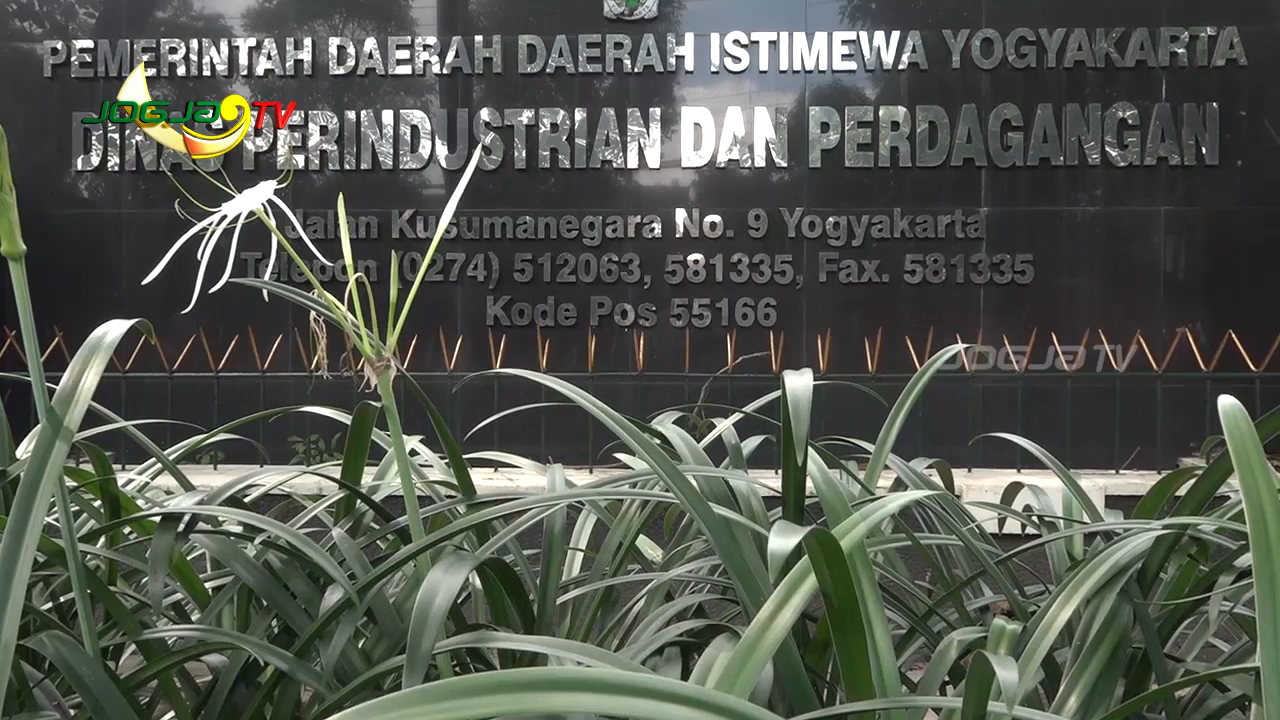 PEMERINTAH DAERAH DAERAH ISTIMEWA YOGYAKARTA
JOGJA TV
DINAS PERINDUSTRIAN DAN PERDAGANGAN
Jalan Kusumanegara No. 9 Yogyakarta
Telepon (0274) 512063, 581335, Fax. 581335
Kode Pos 55166
JOGJA TV